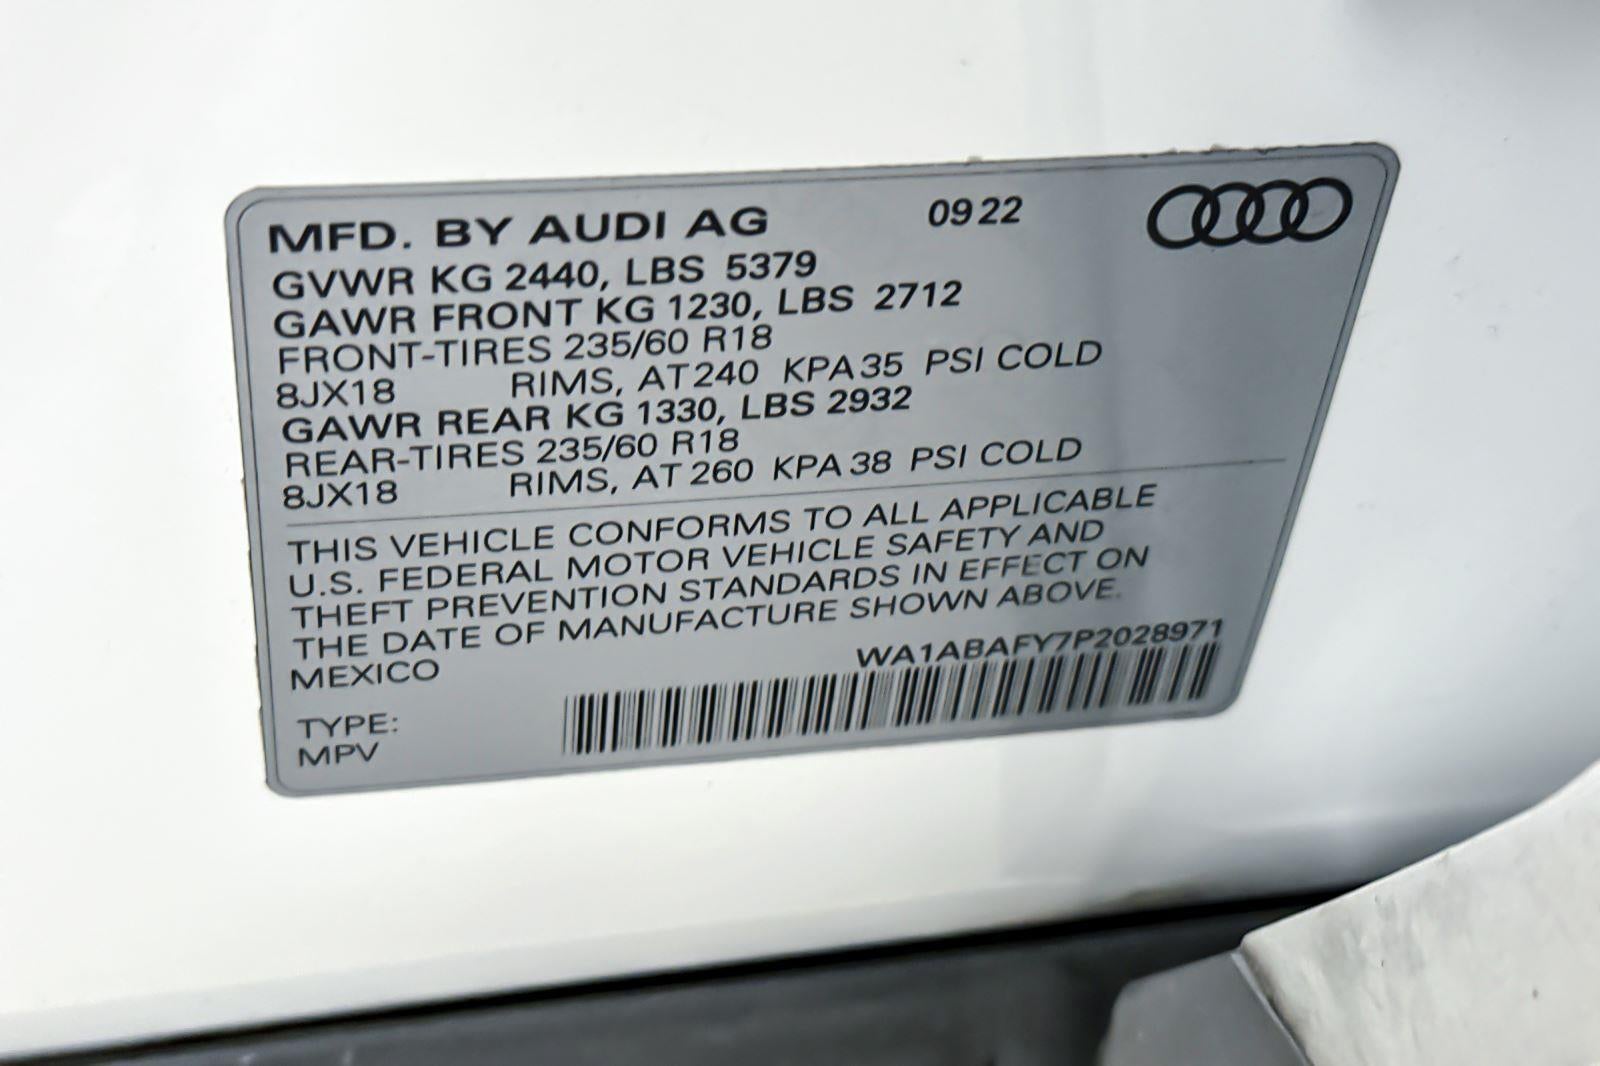 MFD. BY AUDI AG 09 22
GVWR KG 2440, LBS 5379
GAWR FRONT KG 1230, LBS 2712
FRONT-TIRES 235/60 R18
8JX18 RIMS, AT 240 KPA 35 PSI COLD
GAWR REAR KG 1330, LBS 2932
REAR-TIRES 235/60 R18
8JX18 RIMS, AT 260 KPA 38 PSI COLD
THIS VEHICLE CONFORMS TO ALL APPLICABLE
U.S. FEDERAL MOTOR VEHICLE SAFETY AND
THEFT PREVENTION STANDARDS IN EFFECT ON
THE DATE OF MANUFACTURE SHOWN ABOVE.
MEXICO WA1ABAFY7P2028971
TYPE:
MPV